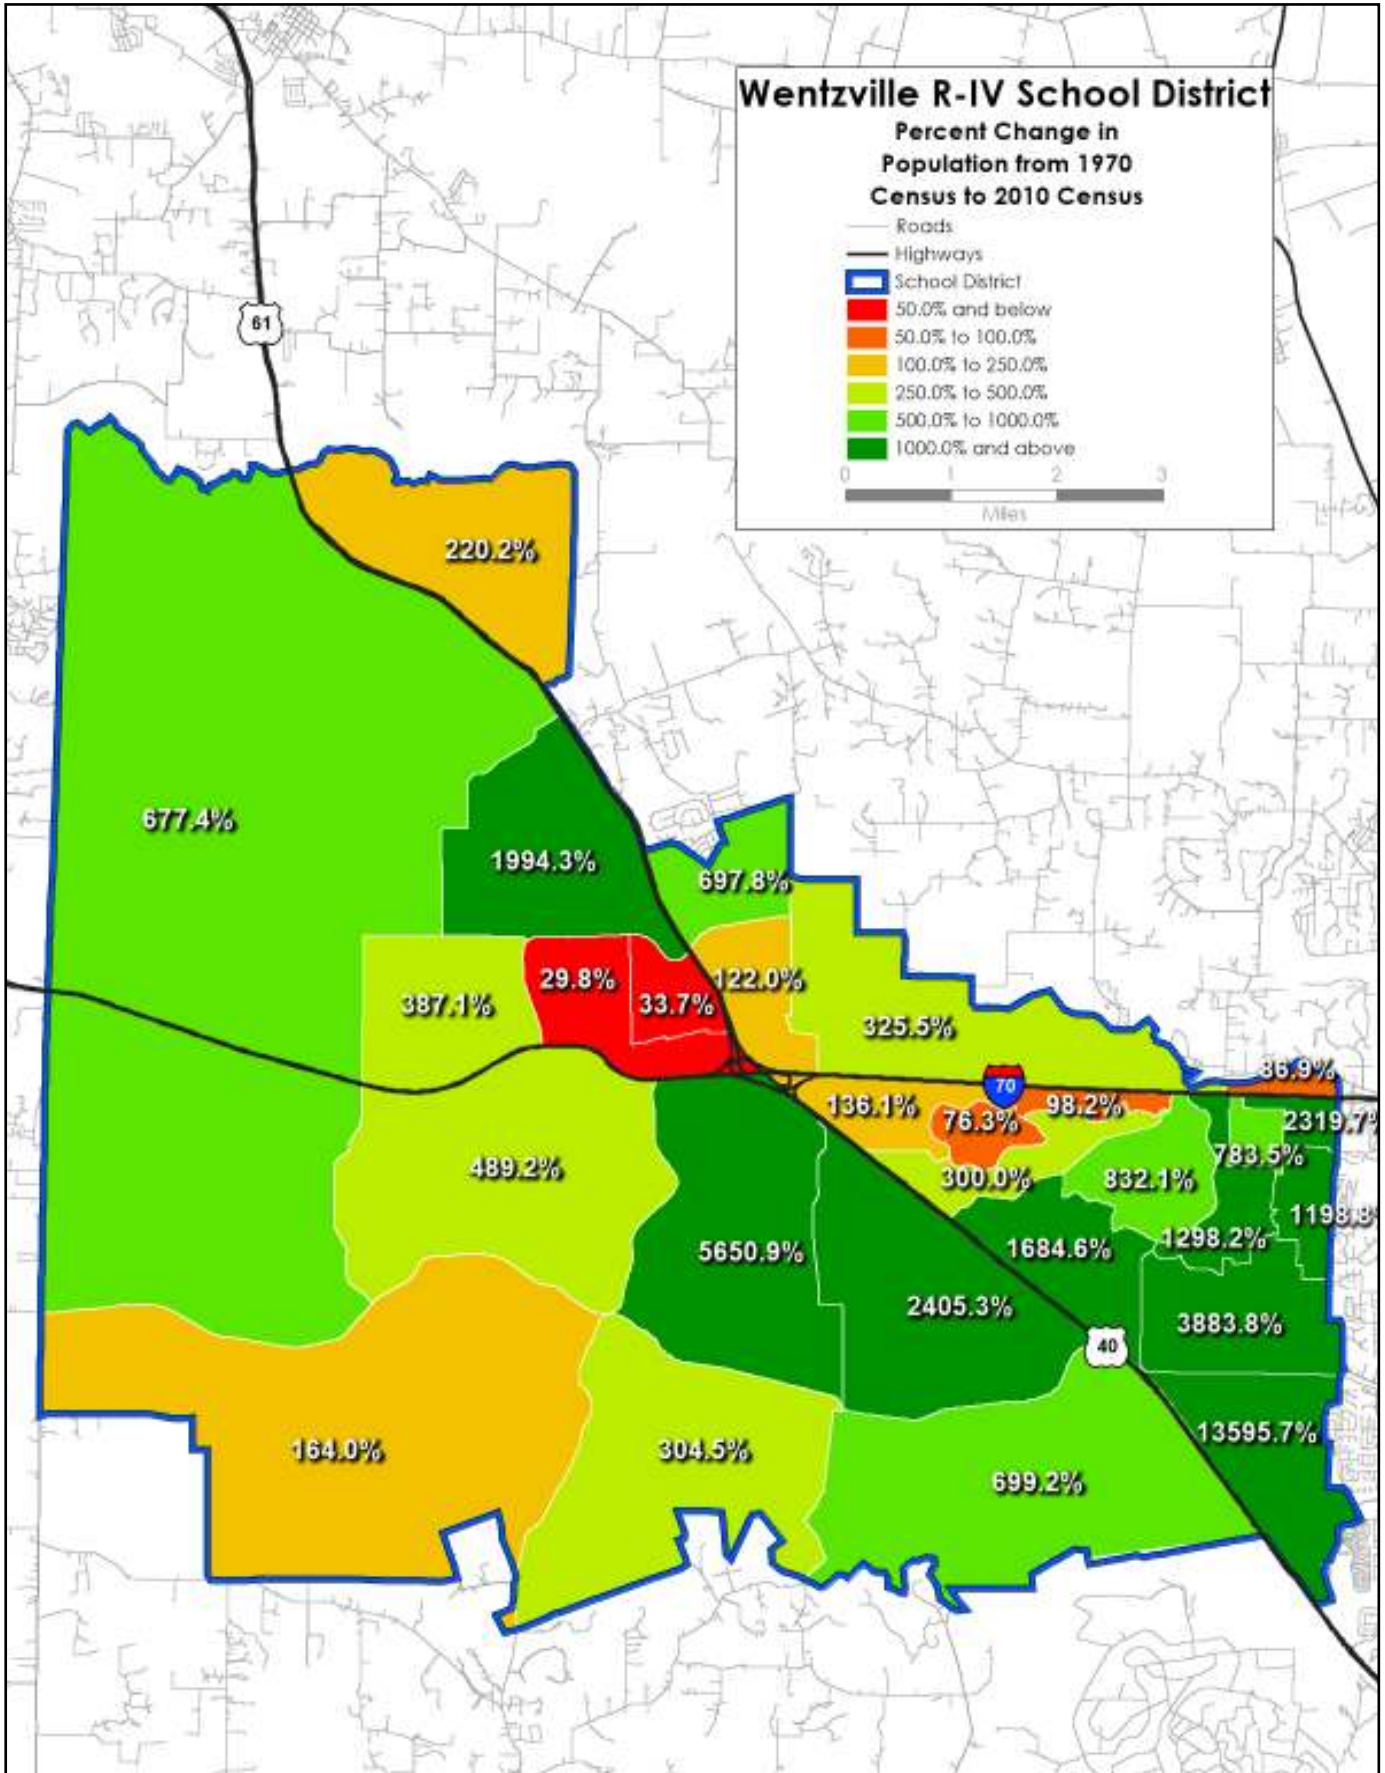 Wentzville R-IV School District
Percent Change in
Population from 1970
Census to 2010 Census
Roads
Highways
School District
50.0% and below
50.0% to 100.0%
100.0% to 250.0%
250.0% to 500.0%
500.0% to 1000.0%
1000.0% and above
0 1 2 3
Miles
61
220.2%
677.4%
1994.3%
697.8%
29.8%
33.7%
122.0%
387.1%
325.5%
86.9%
70
136.1%
98.2%
76.3%
2319.7%
783.5%
489.2%
300.0%
832.1%
1198.8
1298.2%
5650.9%
1684.6%
2405.3%
3883.8%
40
13595.7%
164.0%
304.5%
699.2%